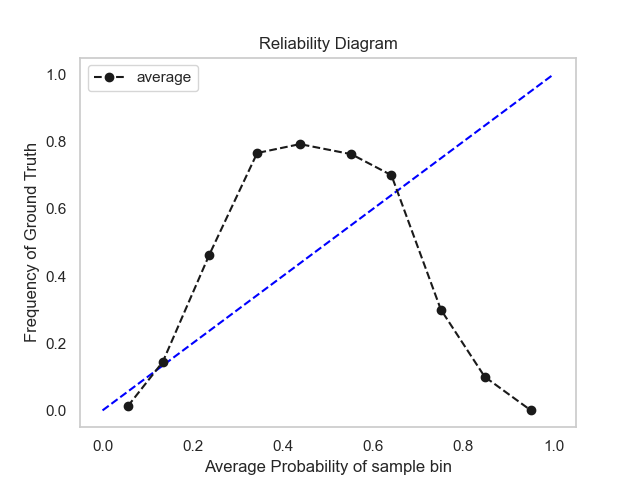 Reliability Diagram
average
1.0
0.8
0.6
0.4
0.2
0.0
Frequency of Ground Truth
0.0 0.2 0.4 0.6 0.8 1.0
Average Probability of sample bin